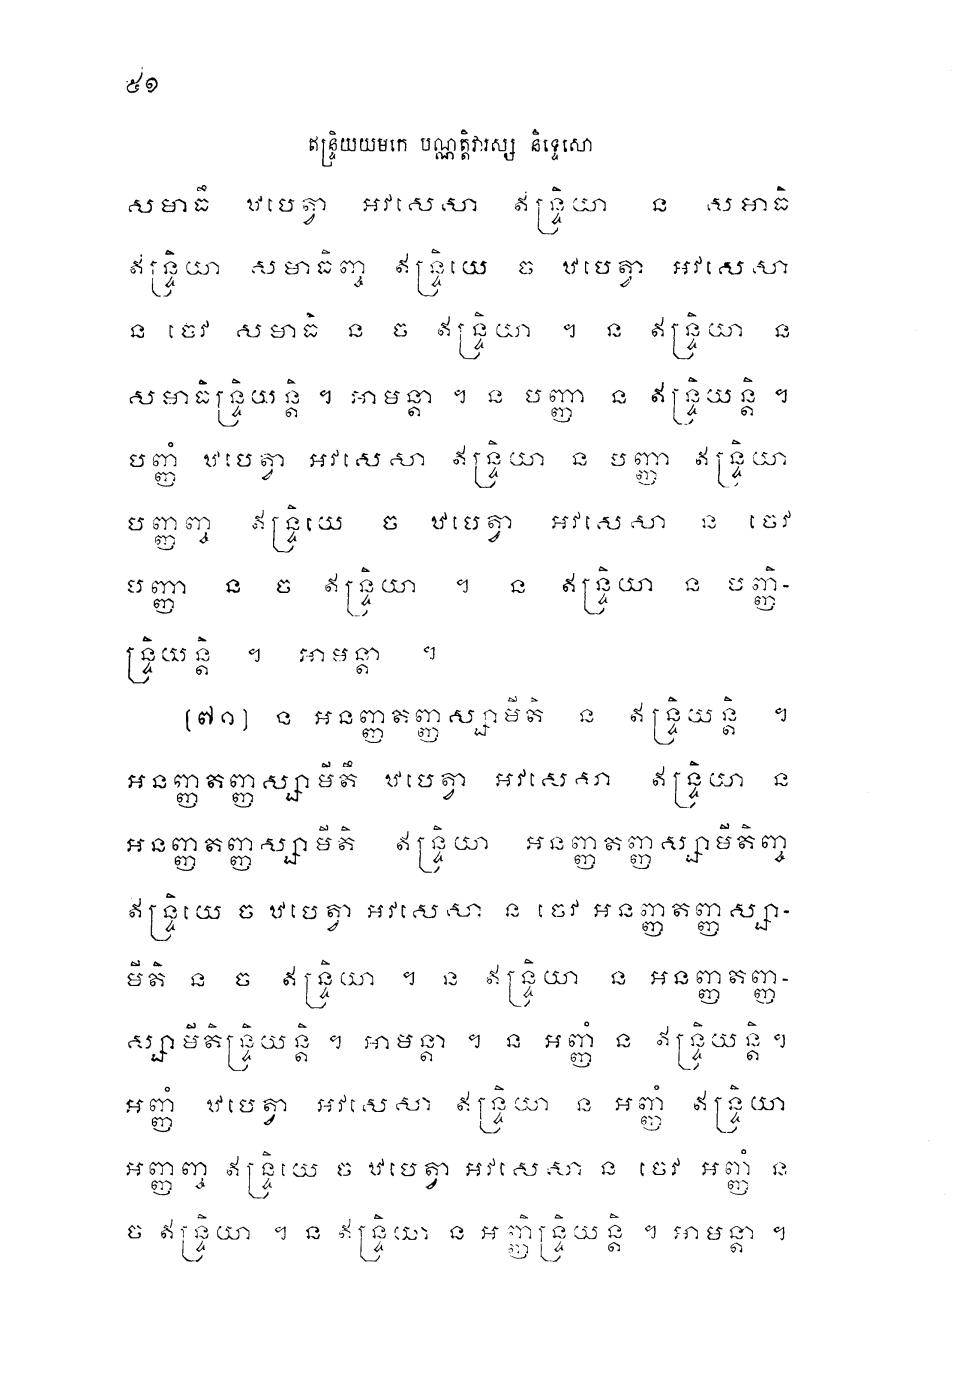 ៥១
ឥន្ទ្រិយយមកេ បណ្ណត្តិវារស្ស និទ្ទេសោ
សមាធឹ ឋបេត្វា អវសេសា ឥន្ទ្រិយា ន សមាធិ
ឥន្ទ្រិយា សមាធិញ្ច ឥន្ទ្រិយេ ច ឋបេត្វា អវសេសា
ន ចេវ សមាធិ ន ច ឥន្ទ្រិយា ។ ន ឥន្ទ្រិយា ន
សមាធិន្ទ្រិយន្តិ ។ អាមន្តា ។ ន បញ្ញា ន ឥន្ទ្រិយន្តិ ។
បញ្ញំ ឋបេត្វា អវសេសា ឥន្ទ្រិយា ន បញ្ញា ឥន្ទ្រិយា
បញ្ញញ្ច ឥន្ទ្រិយេ ច ឋបេត្វា អវសេសា ន ចេវ
បញ្ញា ន ច ឥន្ទ្រិយា ។ ន ឥន្ទ្រិយា ន បញ្ញិ-
ន្ទ្រិយន្តិ ។ អាមន្តា ។
(៧១) ន អនញ្ញតញ្ញស្សាមីតិ ន ឥន្ទ្រិយន្តិ ។
អនញ្ញតញ្ញស្សាមីតឹ ឋបេត្វា អវសេសា ឥន្ទ្រិយា ន
អនញ្ញតញ្ញស្សាមីតិ ឥន្ទ្រិយា អនញ្ញតញ្ញស្សាមីតិញ្ច
ឥន្ទ្រិយេ ច ឋបេត្វា អវសេសា ន ចេវ អនញ្ញតញ្ញស្សា-
មីតិ ន ច ឥន្ទ្រិយា ។ ន ឥន្ទ្រិយា ន អនញ្ញតញ្ញ-
ស្សាមីតិន្ទ្រិយន្តិ ។ អាមន្តា ។ ន អញ្ញំ ន ឥន្ទ្រិយន្តិ ។
អញ្ញំ ឋបេត្វា អវសេសា ឥន្ទ្រិយា ន អញ្ញំ ឥន្ទ្រិយា
អញ្ញញ្ច ឥន្ទ្រិយេ ច ឋបេត្វា អវសេសា ន ចេវ អញ្ញំ ន
ច ឥន្ទ្រិយា ។ ន ឥន្ទ្រិយា ន អញ្ញិន្ទ្រិយន្តិ ។ អាមន្តា ។